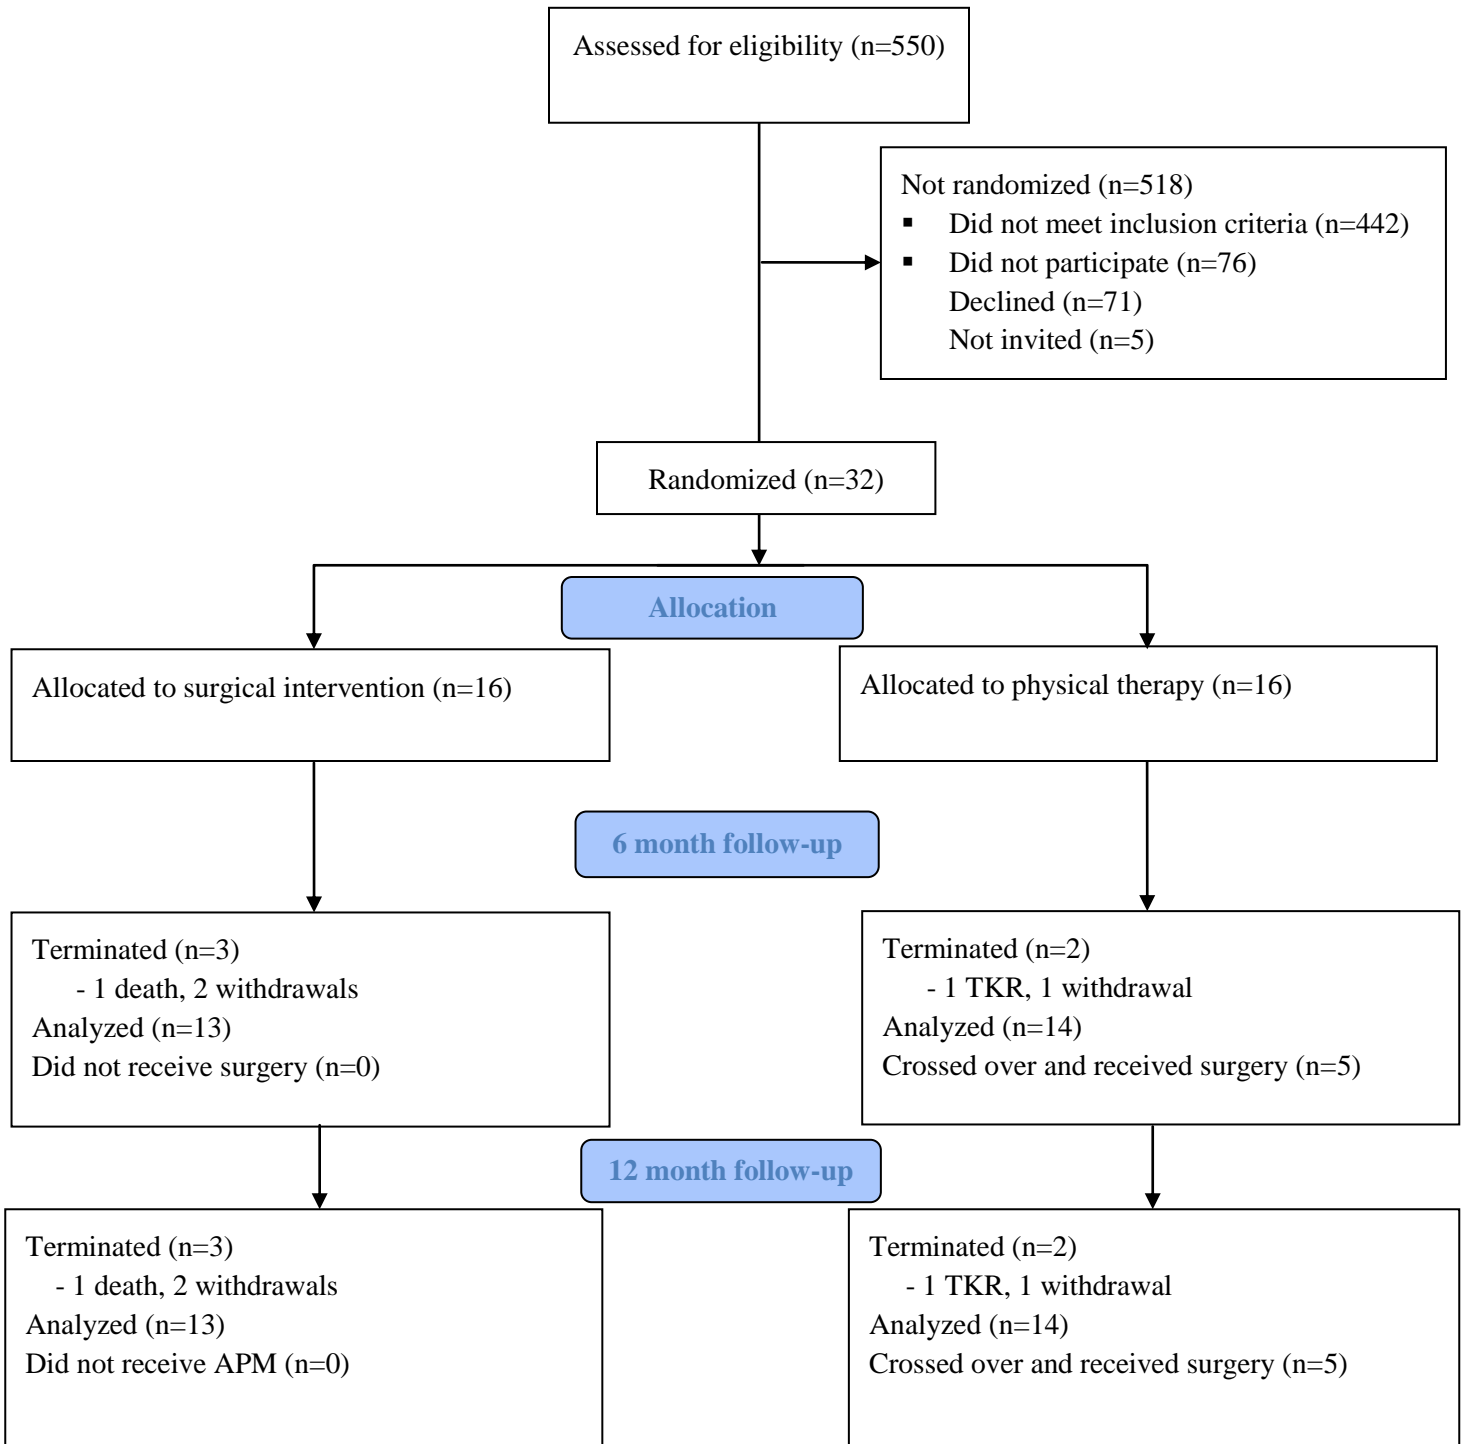 Assessed for eligibility (n=550)
Not randomized (n=518)
▪ Did not meet inclusion criteria (n=442)
▪ Did not participate (n=76)
Declined (n=71)
Not invited (n=5)
Randomized (n=32)
Allocation
Allocated to surgical intervention (n=16)
Allocated to physical therapy (n=16)
6 month follow-up
Terminated (n=3)
- 1 death, 2 withdrawals
Analyzed (n=13)
Did not receive surgery (n=0)
Terminated (n=2)
- 1 TKR, 1 withdrawal
Analyzed (n=14)
Crossed over and received surgery (n=5)
12 month follow-up
Terminated (n=3)
- 1 death, 2 withdrawals
Analyzed (n=13)
Did not receive APM (n=0)
Terminated (n=2)
- 1 TKR, 1 withdrawal
Analyzed (n=14)
Crossed over and received surgery (n=5)